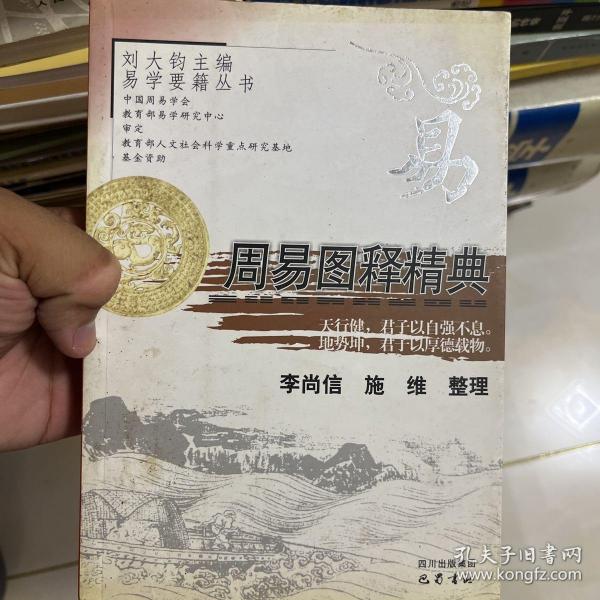 刘大钧主编
易学要籍丛书
中国周易学会
教育部易学研究中心
审定
教育部人文社会科学重点研究基地
基金资助
易
周易图释精典
天行健，君子以自强不息。
地势坤，君子以厚德载物。
李尚信 施 维 整理
四川出版集团
巴蜀书社
孔夫子旧书网
www.kongfz.com